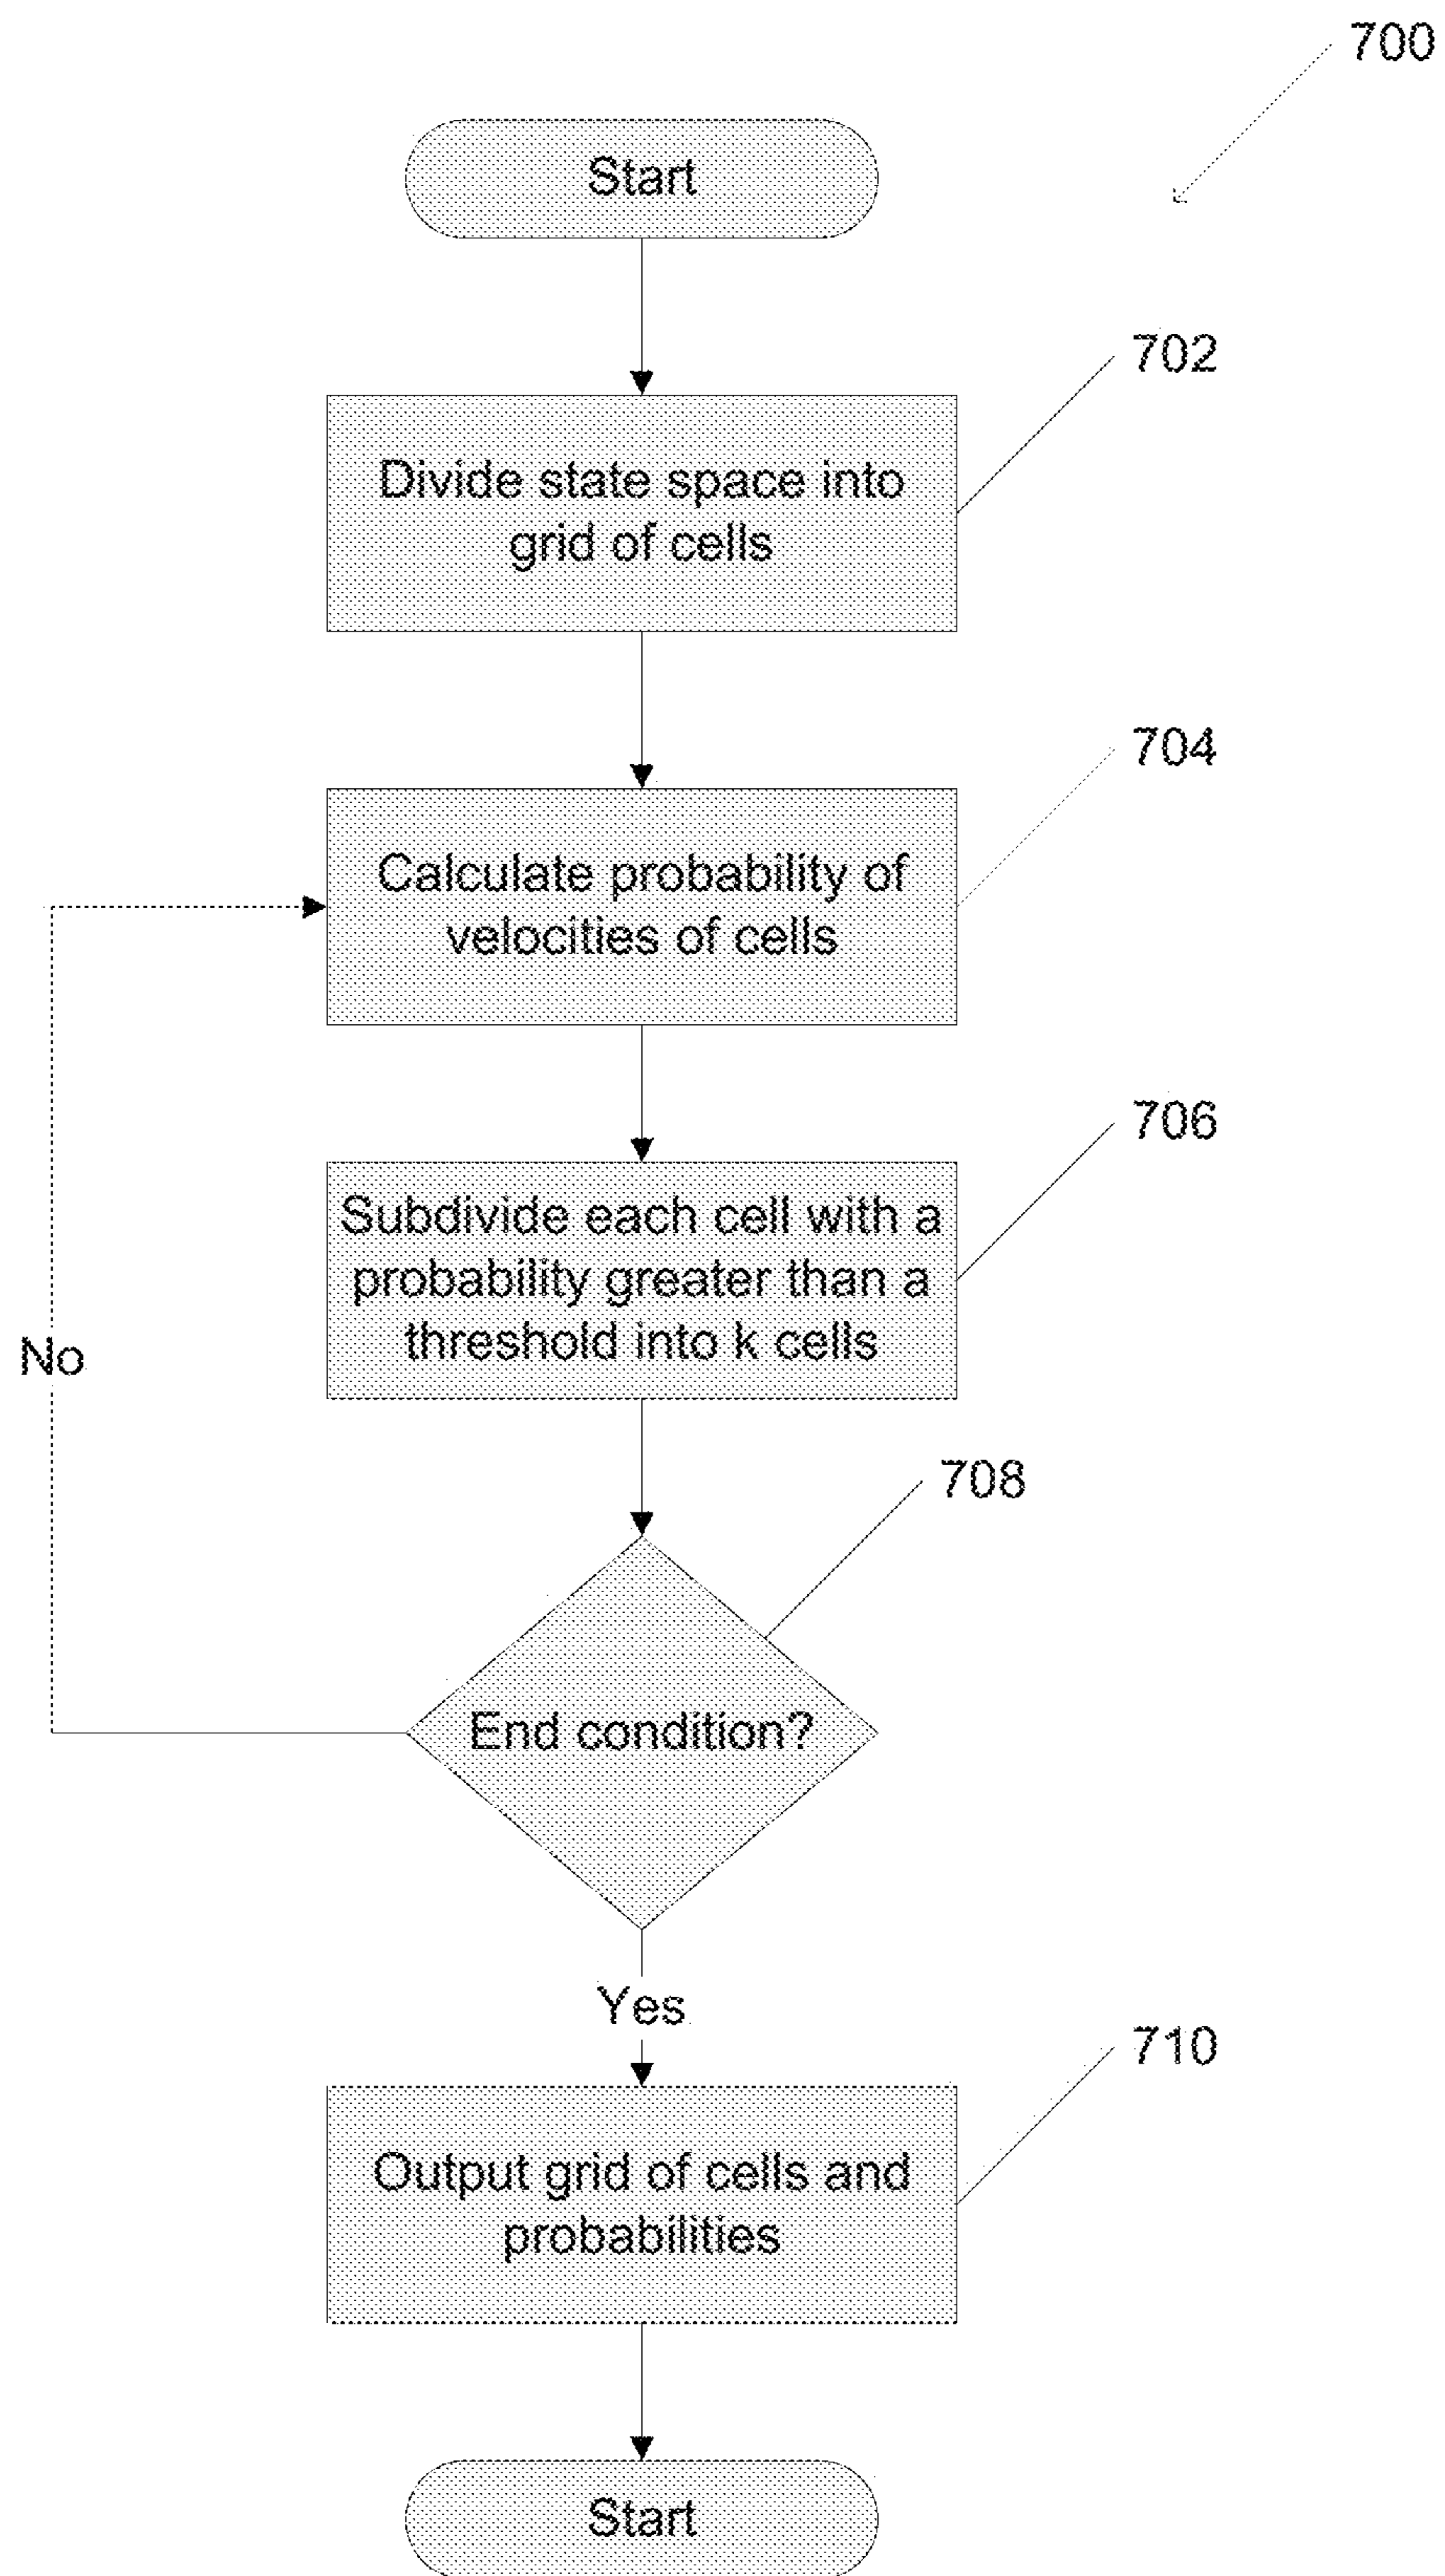 700
Start
702
Divide state space into
grid of cells
704
Calculate probability of
velocities of cells
706
Subdivide each cell with a
probability greater than a
threshold into k cells
No
708
End condition?
Yes
710
Output grid of cells and
probabilities
Start